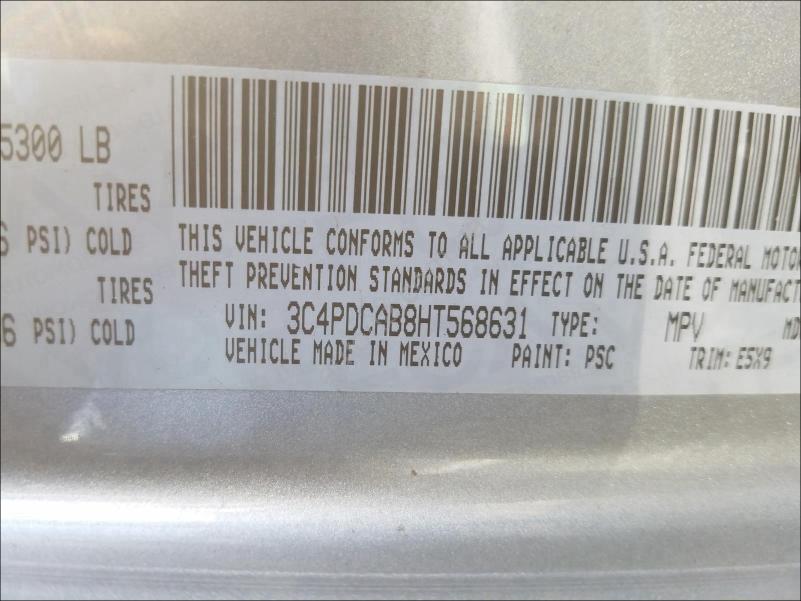 5300 LB
TIRES
6 PSI) COLD
TIRES
6 PSI) COLD
THIS VEHICLE CONFORMS TO ALL APPLICABLE U.S.A. FEDERAL MOTOR
THEFT PREVENTION STANDARDS IN EFFECT ON THE DATE OF MANUFACT
VIN: 3C4PDCAB8HT568631 TYPE: MPV MD
VEHICLE MADE IN MEXICO PAINT: PSC TRIM: E5X9